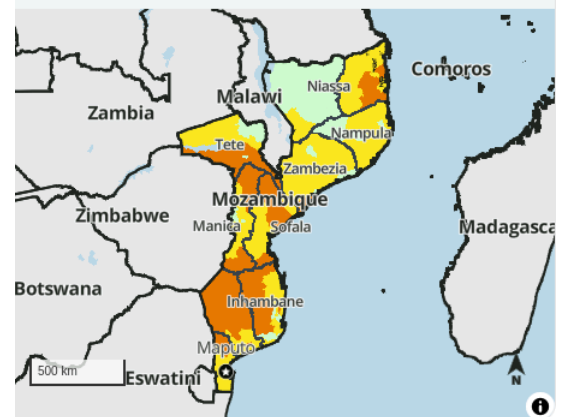 Comoros
Niassa
Malawi
Zambia
Nampula
Tete
Zambezia
Mozambique
Zimbabwe
Manica
Sofala
Madagasca
Botswana
Inhambane
Maputo
500 km
Eswatini
N
i